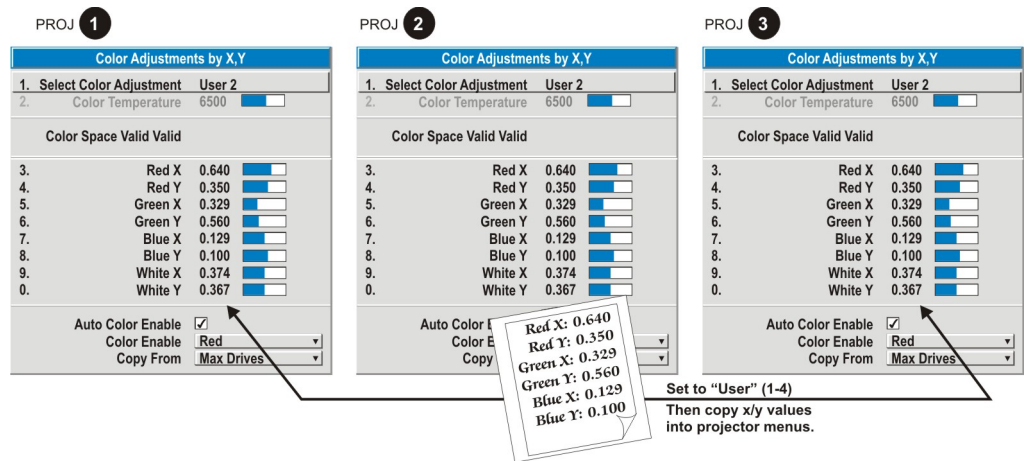 PROJ 1
Color Adjustments by X,Y
1. Select Color Adjustment User 2
2. Color Temperature 6500
Color Space Valid Valid
3. Red X 0.640
4. Red Y 0.350
5. Green X 0.329
6. Green Y 0.560
7. Blue X 0.129
8. Blue Y 0.100
9. White X 0.374
0. White Y 0.367
Auto Color Enable
Color Enable Red
Copy From Max Drives
PROJ 2
Color Adjustments by X,Y
1. Select Color Adjustment User 2
2. Color Temperature 6500
Color Space Valid Valid
3. Red X 0.640
4. Red Y 0.350
5. Green X 0.329
6. Green Y 0.560
7. Blue X 0.129
8. Blue Y 0.100
9. White X 0.374
0. White Y 0.367
Auto Color E
Color E
Copy
Red X: 0.640
Red Y: 0.350
Green X: 0.329
Green Y: 0.560
Blue X: 0.129
Blue Y: 0.100
PROJ 3
Color Adjustments by X,Y
1. Select Color Adjustment User 2
2. Color Temperature 6500
Color Space Valid Valid
3. Red X 0.640
4. Red Y 0.350
5. Green X 0.329
6. Green Y 0.560
7. Blue X 0.129
8. Blue Y 0.100
9. White X 0.374
0. White Y 0.367
Auto Color Enable
Color Enable Red
Copy From Max Drives
Set to “User” (1-4)
Then copy x/y values
into projector menus.